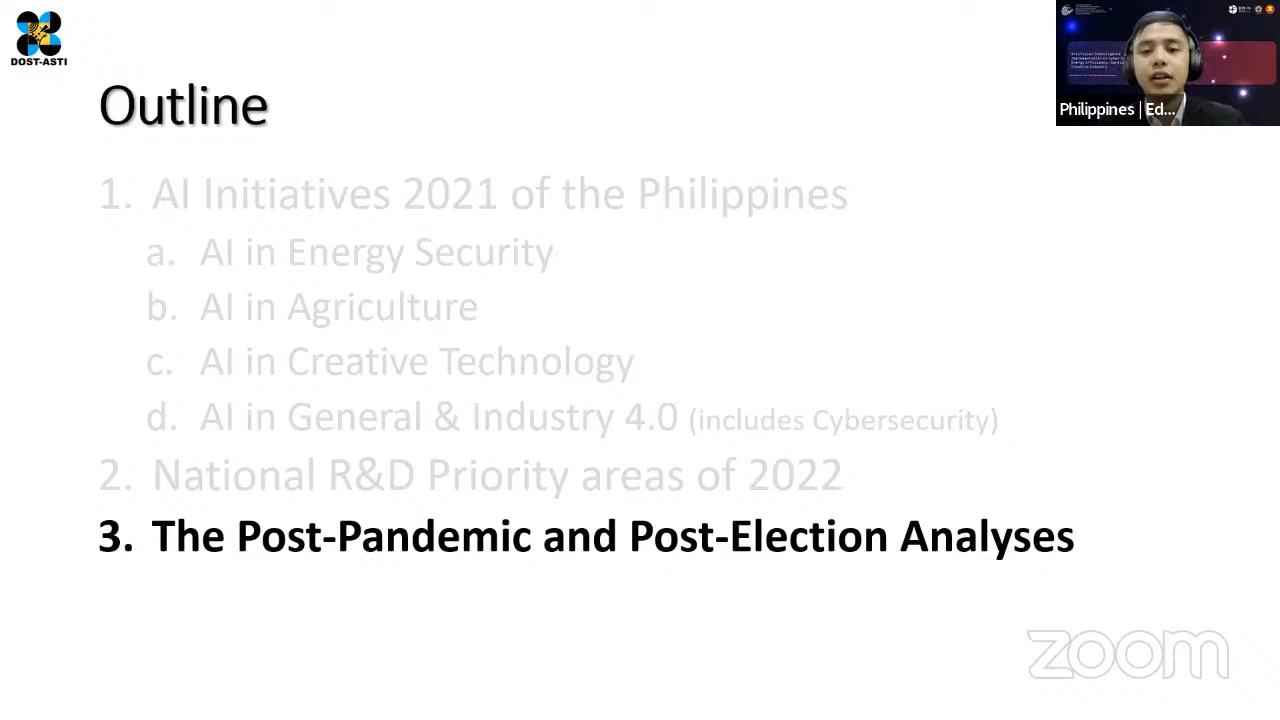 DOST-ASTI
Outline
Philippines | Ed...
1. AI Initiatives 2021 of the Philippines
a. AI in Energy Security
b. AI in Agriculture
c. AI in Creative Technology
d. AI in General & Industry 4.0 (includes Cybersecurity)
2. National R&D Priority areas of 2022
3. The Post-Pandemic and Post-Election Analyses
zoom